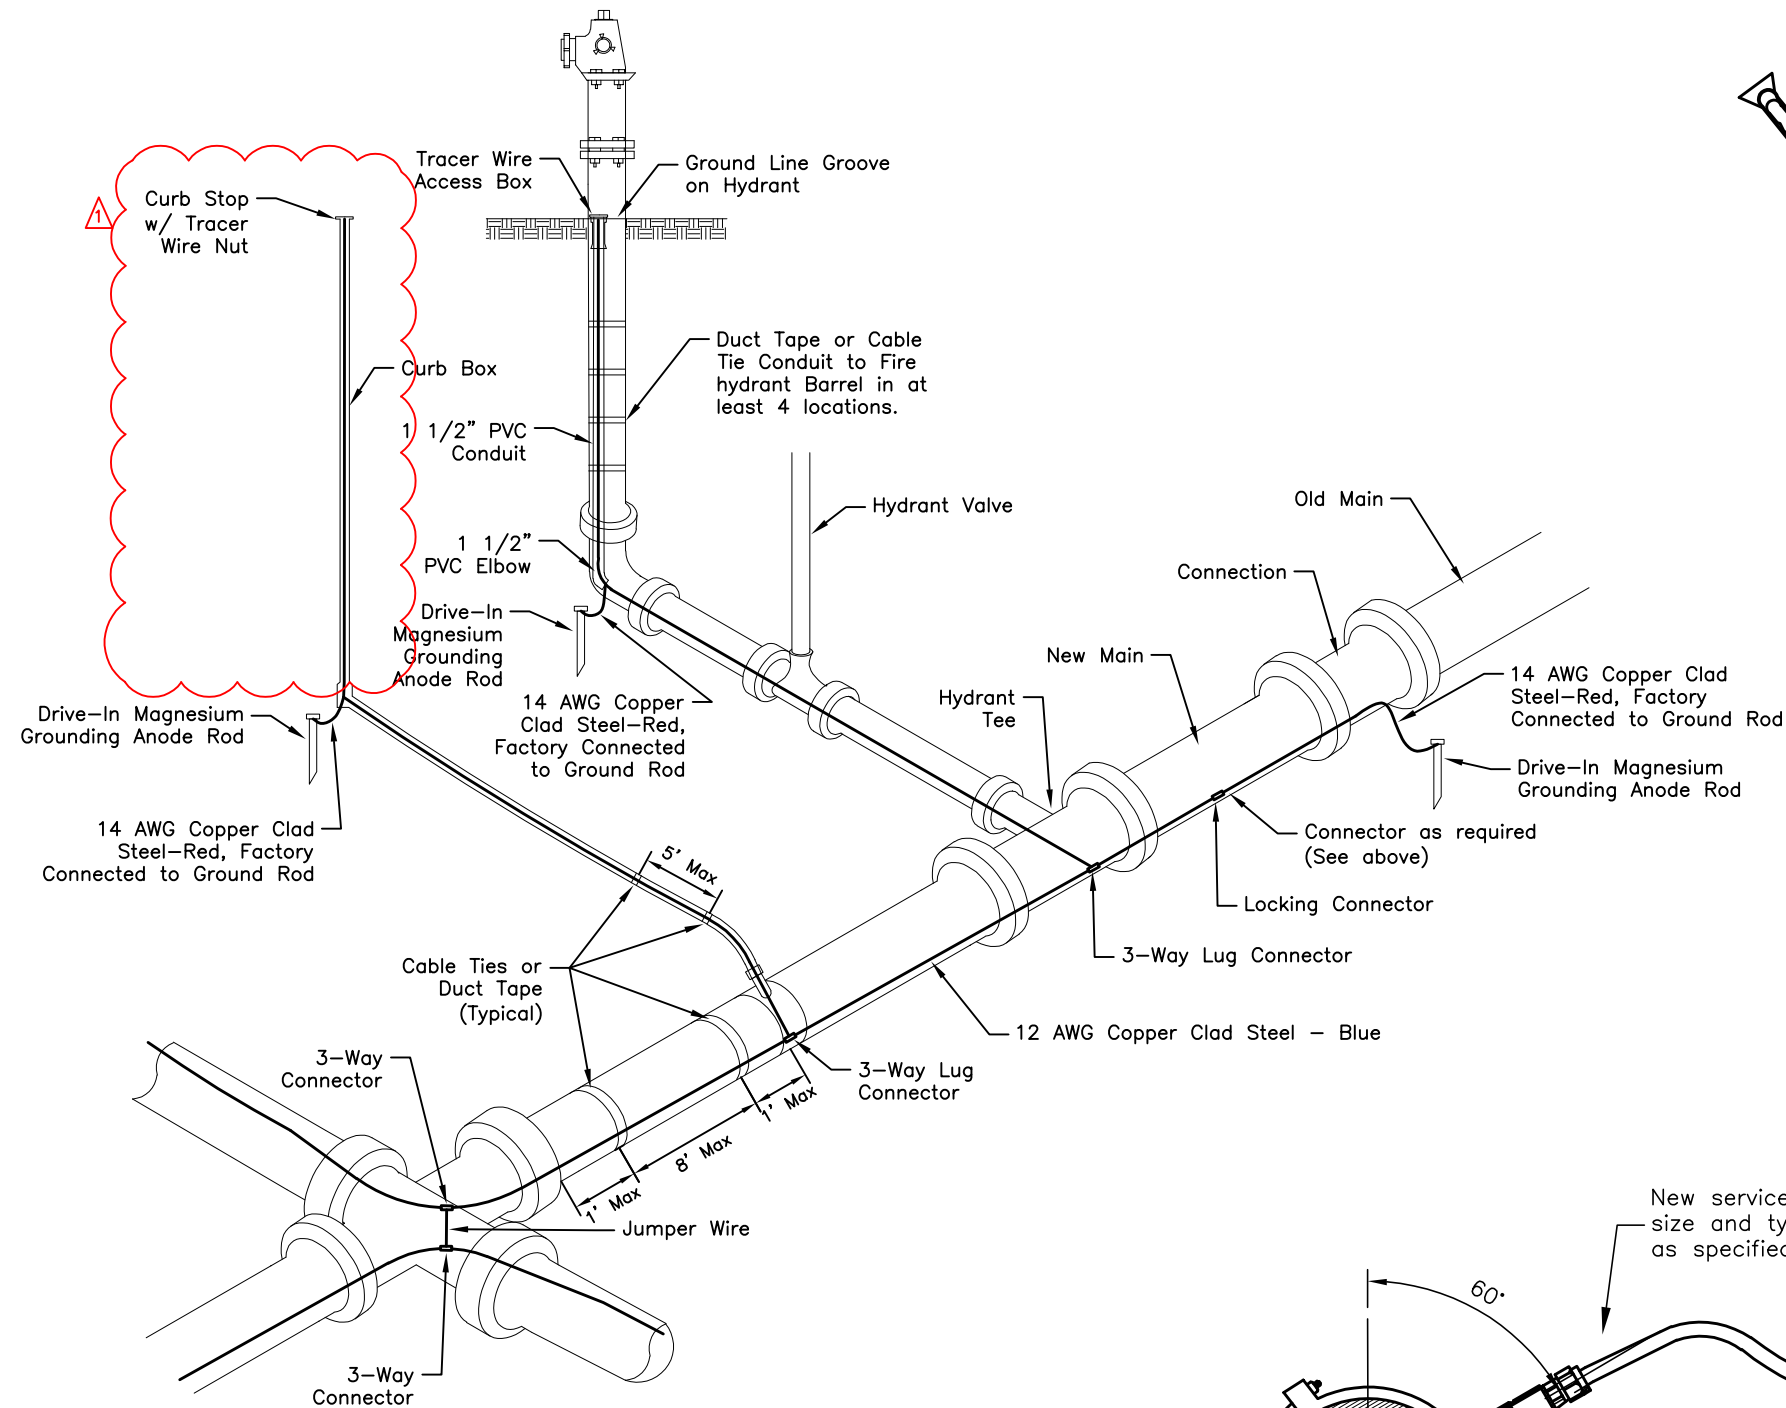 Tracer Wire
Access Box
Ground Line Groove
on Hydrant
1
Curb Stop
w/ Tracer
Wire Nut
Curb Box
Duct Tape or Cable
Tie Conduit to Fire
hydrant Barrel in at
least 4 locations.
1 1/2” PVC
Conduit
Hydrant Valve
Old Main
1 1/2”
PVC Elbow
Connection
Drive-In
Magnesium
Grounding
Anode Rod
New Main
14 AWG Copper Clad
Steel-Red, Factory
Connected to Ground Rod
Hydrant
Tee
14 AWG Copper
Clad Steel-Red,
Factory Connected
to Ground Rod
Drive-In Magnesium
Grounding Anode Rod
Drive-In Magnesium
Grounding Anode Rod
14 AWG Copper Clad
Steel-Red, Factory
Connected to Ground Rod
Connector as required
(See above)
5' Max
Locking Connector
3-Way Lug Connector
Cable Ties or
Duct Tape
(Typical)
12 AWG Copper Clad Steel - Blue
3-Way
Connector
3-Way Lug
Connector
1' Max
8' Max
1' Max
Jumper Wire
New service
size and ty
as specified
60°
3-Way
Connector